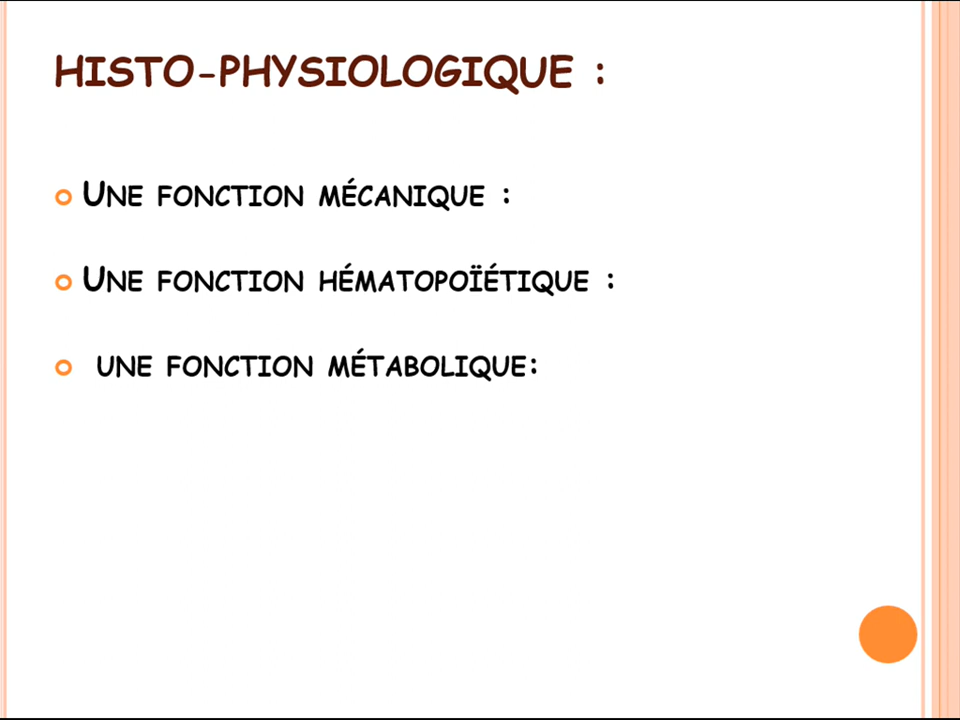 HISTO-PHYSIOLOGIQUE :
UNE FONCTION MÉCANIQUE :
UNE FONCTION HÉMATOPOÏÉTIQUE :
UNE FONCTION MÉTABOLIQUE: